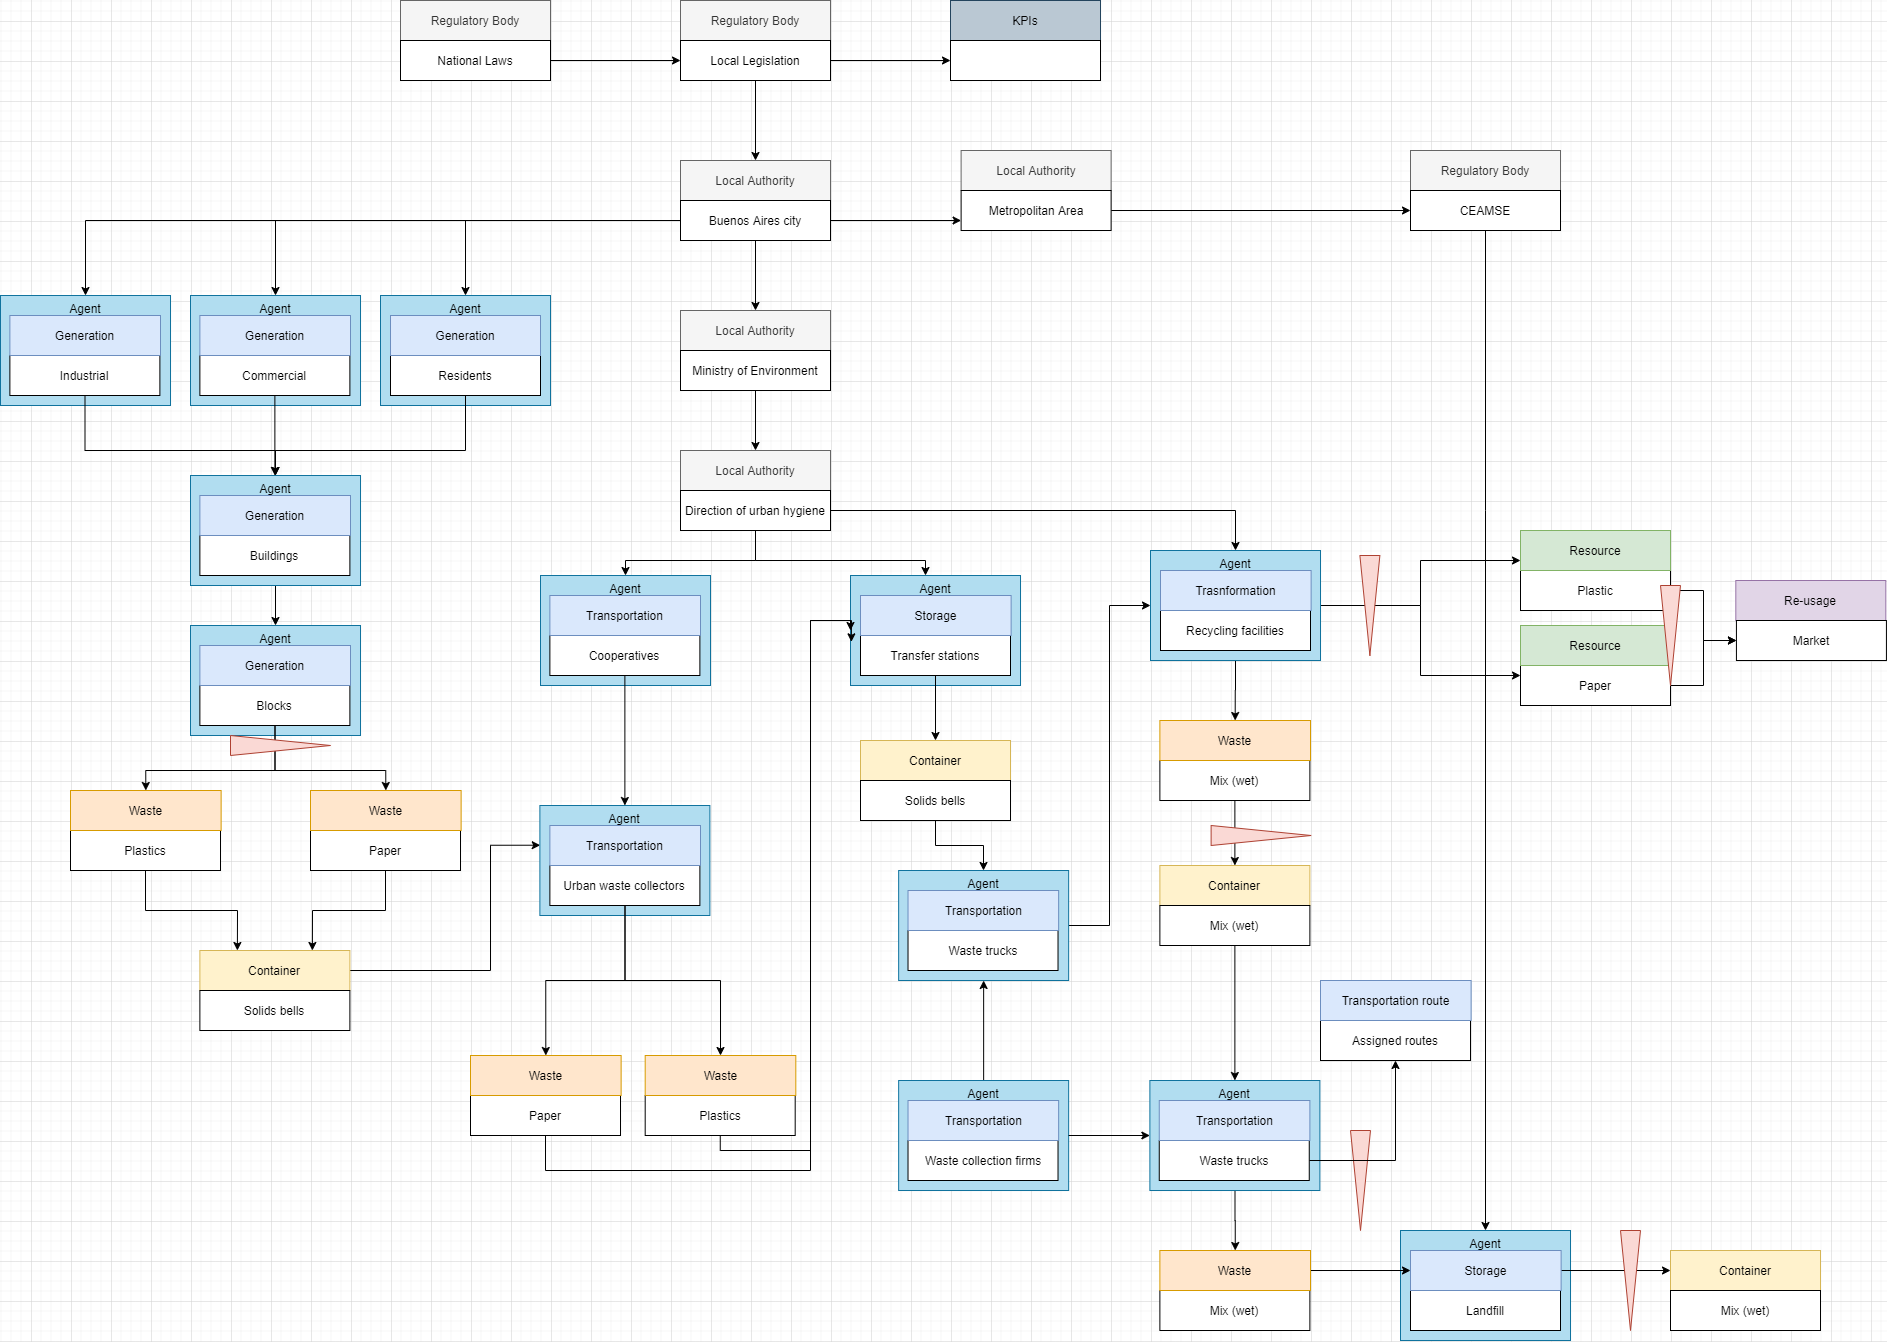 Regulatory Body
National Laws
Regulatory Body
Local Legislation
KPIs
Local Authority
Buenos Aires city
Local Authority
Metropolitan Area
Regulatory Body
CEAMSE
Agent
Generation
Industrial
Agent
Generation
Commercial
Agent
Generation
Residents
Local Authority
Ministry of Environment
Local Authority
Direction of urban hygiene
Agent
Generation
Buildings
Agent
Generation
Blocks
Agent
Transportation
Cooperatives
Agent
Storage
Transfer stations
Agent
Trasnformation
Recycling facilities
Resource
Plastic
Resource
Paper
Re-usage
Market
Waste
Plastics
Waste
Paper
Container
Solids bells
Agent
Transportation
Urban waste collectors
Container
Solids bells
Waste
Mix (wet)
Container
Mix (wet)
Agent
Transportation
Waste trucks
Waste
Paper
Waste
Plastics
Agent
Transportation
Waste collection firms
Agent
Transportation
Waste trucks
Transportation route
Assigned routes
Waste
Mix (wet)
Agent
Storage
Landfill
Container
Mix (wet)